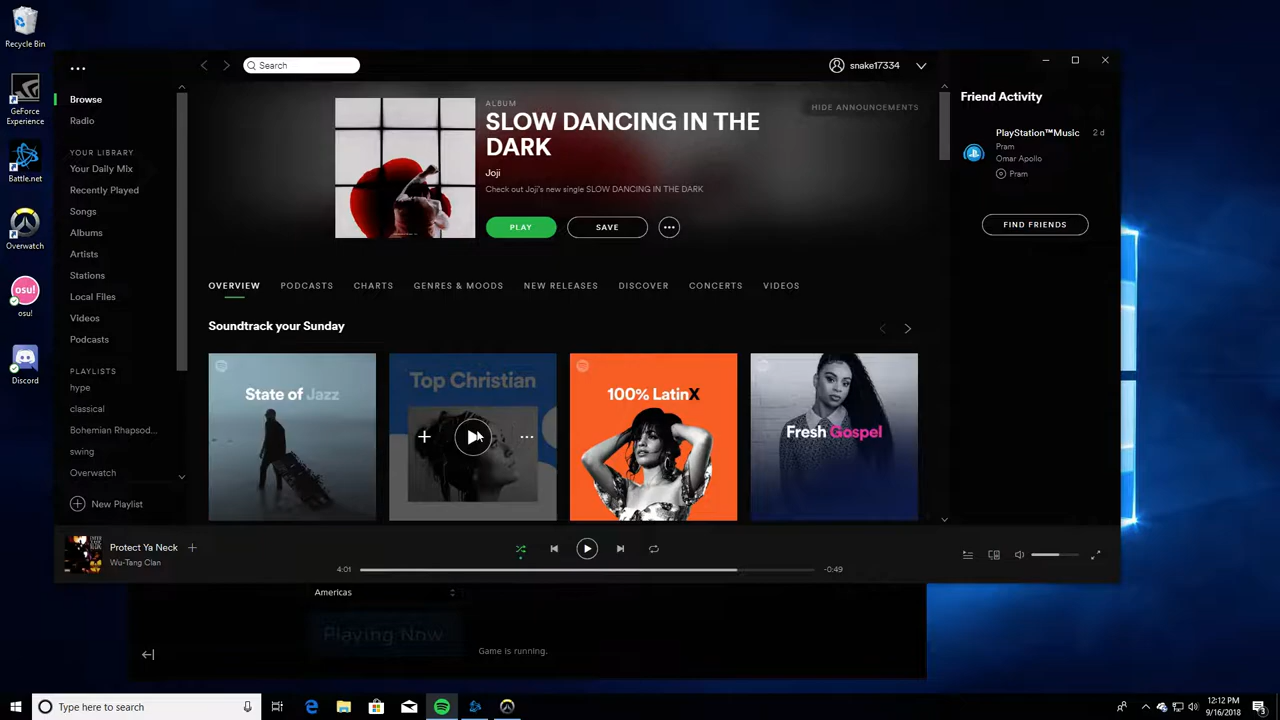 Recycle Bin
GeForce
Experience
Battle.net
Overwatch
osu!
osu!
Discord
Search
snake17334
Browse
Radio
YOUR LIBRARY
Your Daily Mix
Recently Played
Songs
Albums
Artists
Stations
Local Files
Videos
Podcasts
PLAYLISTS
hype
classical
Bohemian Rhapsod...
swing
Overwatch
New Playlist
ALBUM
SLOW DANCING IN THE
DARK
Joji
Check out Joji's new single SLOW DANCING IN THE DARK
PLAY
SAVE
HIDE ANNOUNCEMENTS
OVERVIEW
PODCASTS
CHARTS
GENRES & MOODS
NEW RELEASES
DISCOVER
CONCERTS
VIDEOS
Soundtrack your Sunday
State of Jazz
Top Christian
100% LatinX
Fresh Gospel
Friend Activity
PlayStation™Music
2 d
Pram
Omar Apollo
Pram
FIND FRIENDS
Protect Ya Neck
Wu-Tang Clan
4:01
-0:49
Americas
Playing Now
Game is running.
Type here to search
12:12 PM
9/16/2018
3